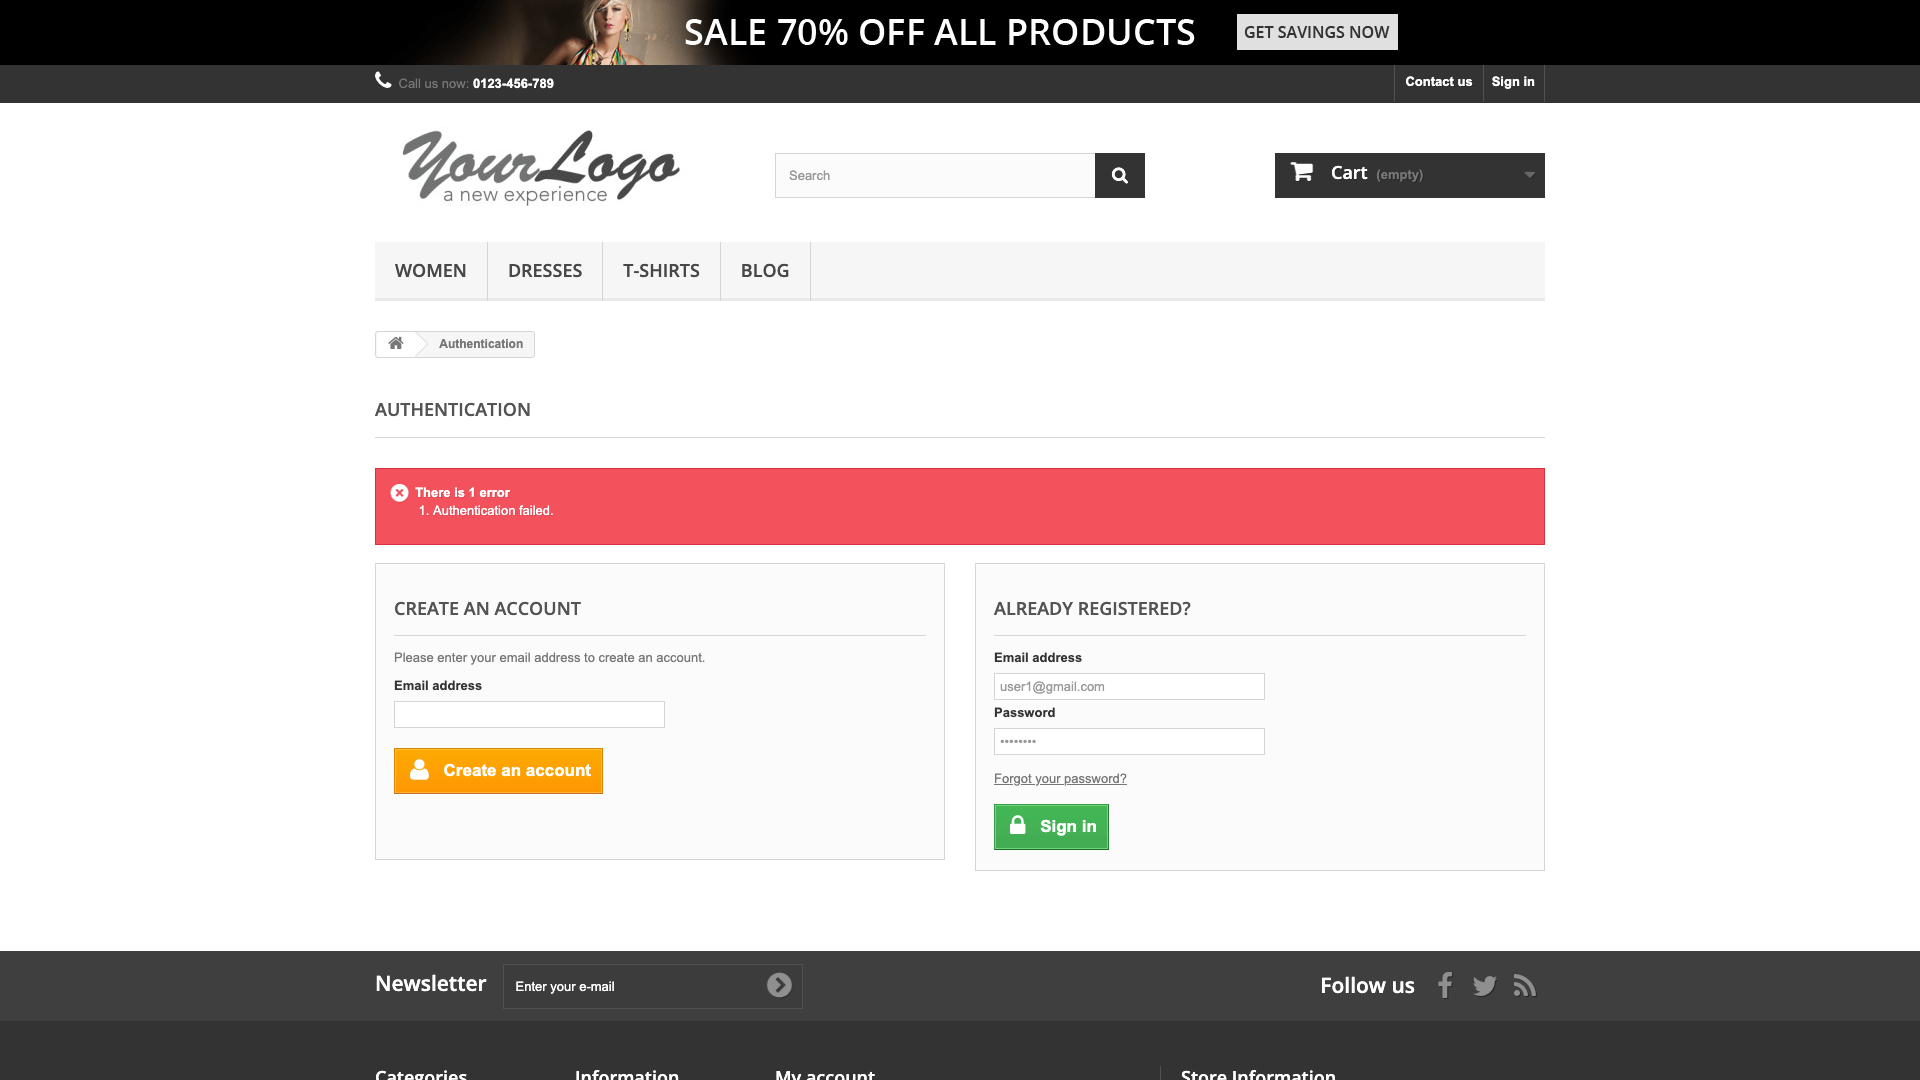 SALE 70% OFF ALL PRODUCTS
GET SAVINGS NOW
Call us now: 0123-456-789
Contact us
Sign in
YourLogo
a new experience
Search
Cart (empty)
WOMEN
DRESSES
T-SHIRTS
BLOG
Authentication
AUTHENTICATION
There is 1 error
1. Authentication failed.
CREATE AN ACCOUNT
Please enter your email address to create an account.
Email address
Create an account
ALREADY REGISTERED?
Email address
user1@gmail.com
Password
••••••••
Forgot your password?
Sign in
Newsletter
Enter your e-mail
Follow us
Categories
Information
My account
Store Information